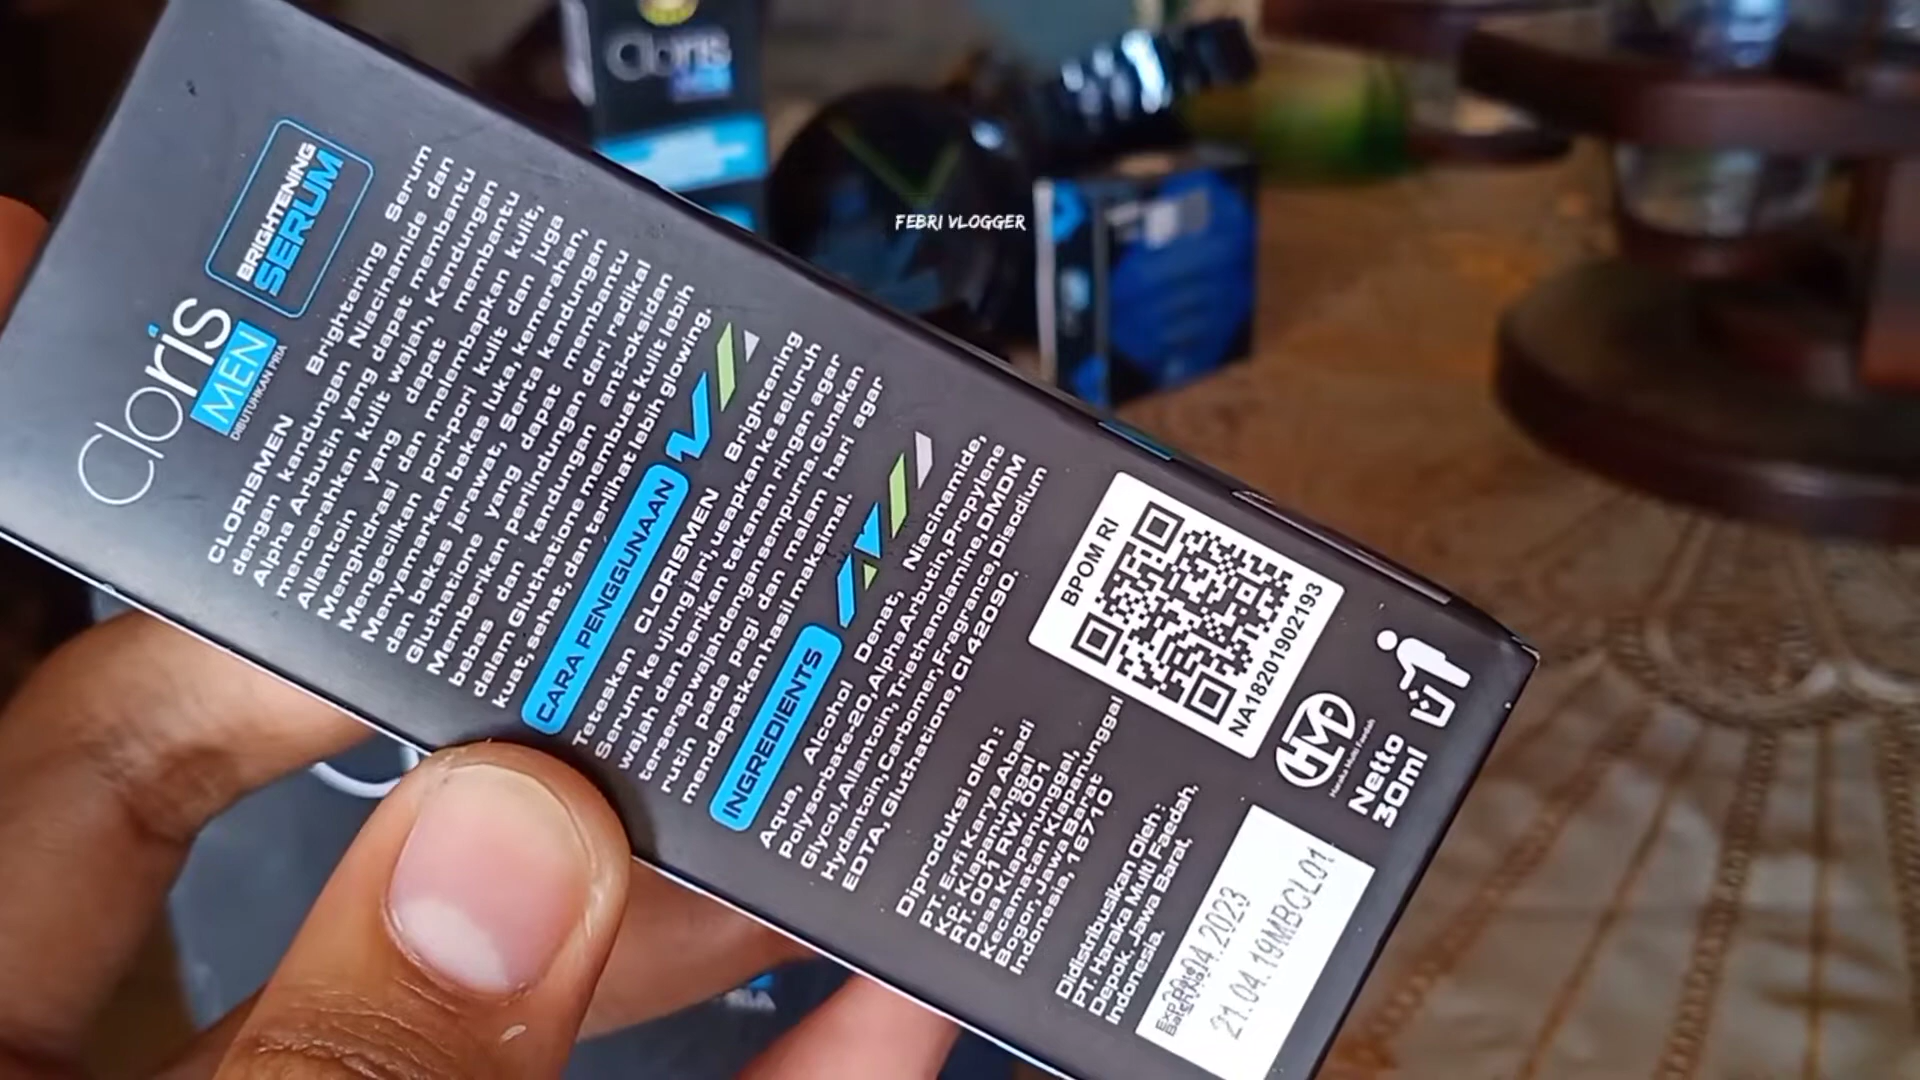 Cloris
MEN
DIBUTUHKAN PRIA
BRIGHTENING
SERUM
CLORISMEN Brightening Serum
dengan kandungan Niacinamide dan
Alpha Arbutin yang dapat membantu
mencerahkan kulit wajah, Kandungan
Allantoin yang dapat membantu
Menghidrasi dan melembapkan kulit,
Mengecilkan pori-pori kulit dan juga
Menyamarkan bekas luka, kemerahan,
dan bekas jerawat, Serta kandungan
Gluthatione yang dapat membantu
Memberikan perlindungan dari radikal
bebas dan kandungan anti-oksidan
dalam Gluthatione membuat kulit lebih
kuat, sehat, dan terlihat lebih glowing.
CARA PENGGUNAAN
Teteskan CLORISMEN Brightening
Serum ke ujung jari, usapkan ke seluruh
wajah dan berikan tekanan ringan agar
terserap wajah dengan sempurna. Gunakan
rutin pada pagi dan malam hari agar
mendapatkan hasil maksimal.
INGREDIENTS
Aqua, Alcohol Denat, Niacinamide,
Polysorbate-20, Alpha Arbutin, Propylene
Glycol, Allantoin, Triethanolamine, DMDM
Hydantoin, Carbomer, Fragrance, Disodium
EDTA, Gluthatione, CI 42090.
Diproduksi oleh :
PT. Erfi Karya Abadi
Kp. Klapanunggal
RT. 001 RW. 001
Desa Klapanunggal,
Kecamatan Klapanunggal
Bogor, Jawa Barat
Indonesia, 16710
Didistribusikan Oleh :
PT. Haraka Multi Faedah,
Depok, Jawa Barat,
Indonesia.
BPOM RI
NA18201902193
HMF
Haraka Multi Faedah
Netto
30ml
04.2023
21.04.19MBCL01
Cloris
FEBRI VLOGGER